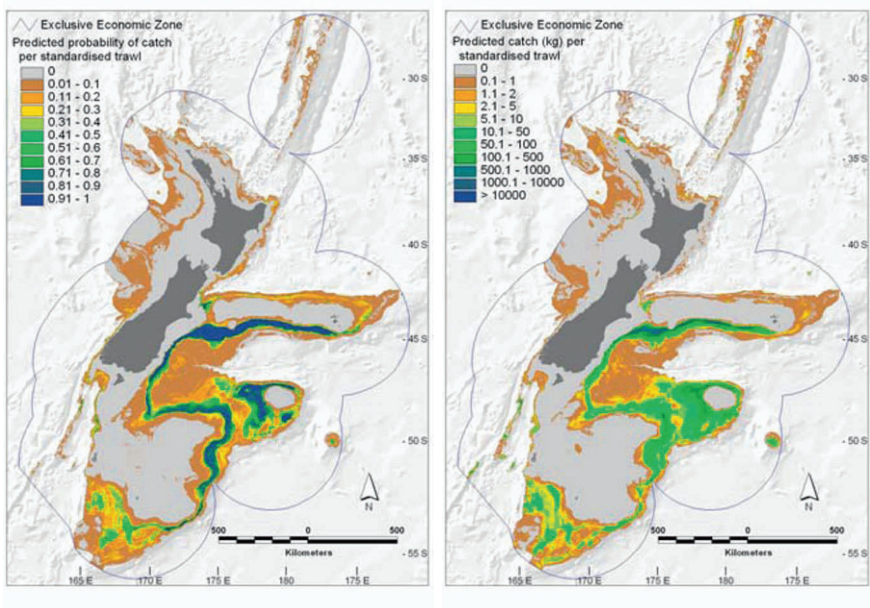 Exclusive Economic Zone
Predicted probability of catch
per standardised trawl
0
0.01 - 0.1
0.11 - 0.2
0.21 - 0.3
0.31 - 0.4
0.41 - 0.5
0.51 - 0.6
0.61 - 0.7
0.71 - 0.8
0.81 - 0.9
0.91 - 1
30 S
35 S
40 S
45 S
50 S
55 S
N
500 0 500
Kilometers
165 E 170 E 175 E 180 175 E
Exclusive Economic Zone
Predicted catch (kg) per
standardised trawl
0
0.1 - 1
1.1 - 2
2.1 - 5
5.1 - 10
10.1 - 50
50.1 - 100
100.1 - 500
500.1 - 1000
1000.1 - 10000
> 10000
30 S
35 S
40 S
45 S
50 S
55 S
N
500 0 500
Kilometers
165 E 170 E 175 E 180 175 E